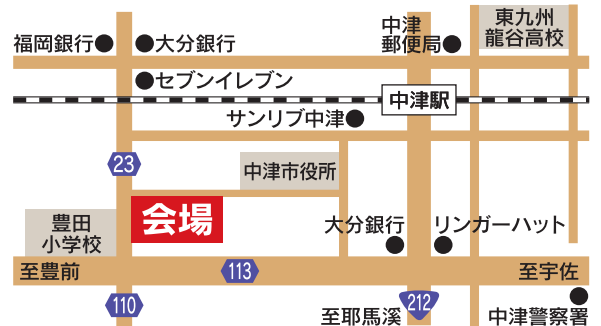 福岡銀行
大分銀行
中津
郵便局
東九州
龍谷高校
セブンイレブン
中津駅
サンリブ中津
23
中津市役所
会場
豊田
小学校
大分銀行
リンガーハット
至豊前
113
至宇佐
110
至耶馬溪
212
中津警察署